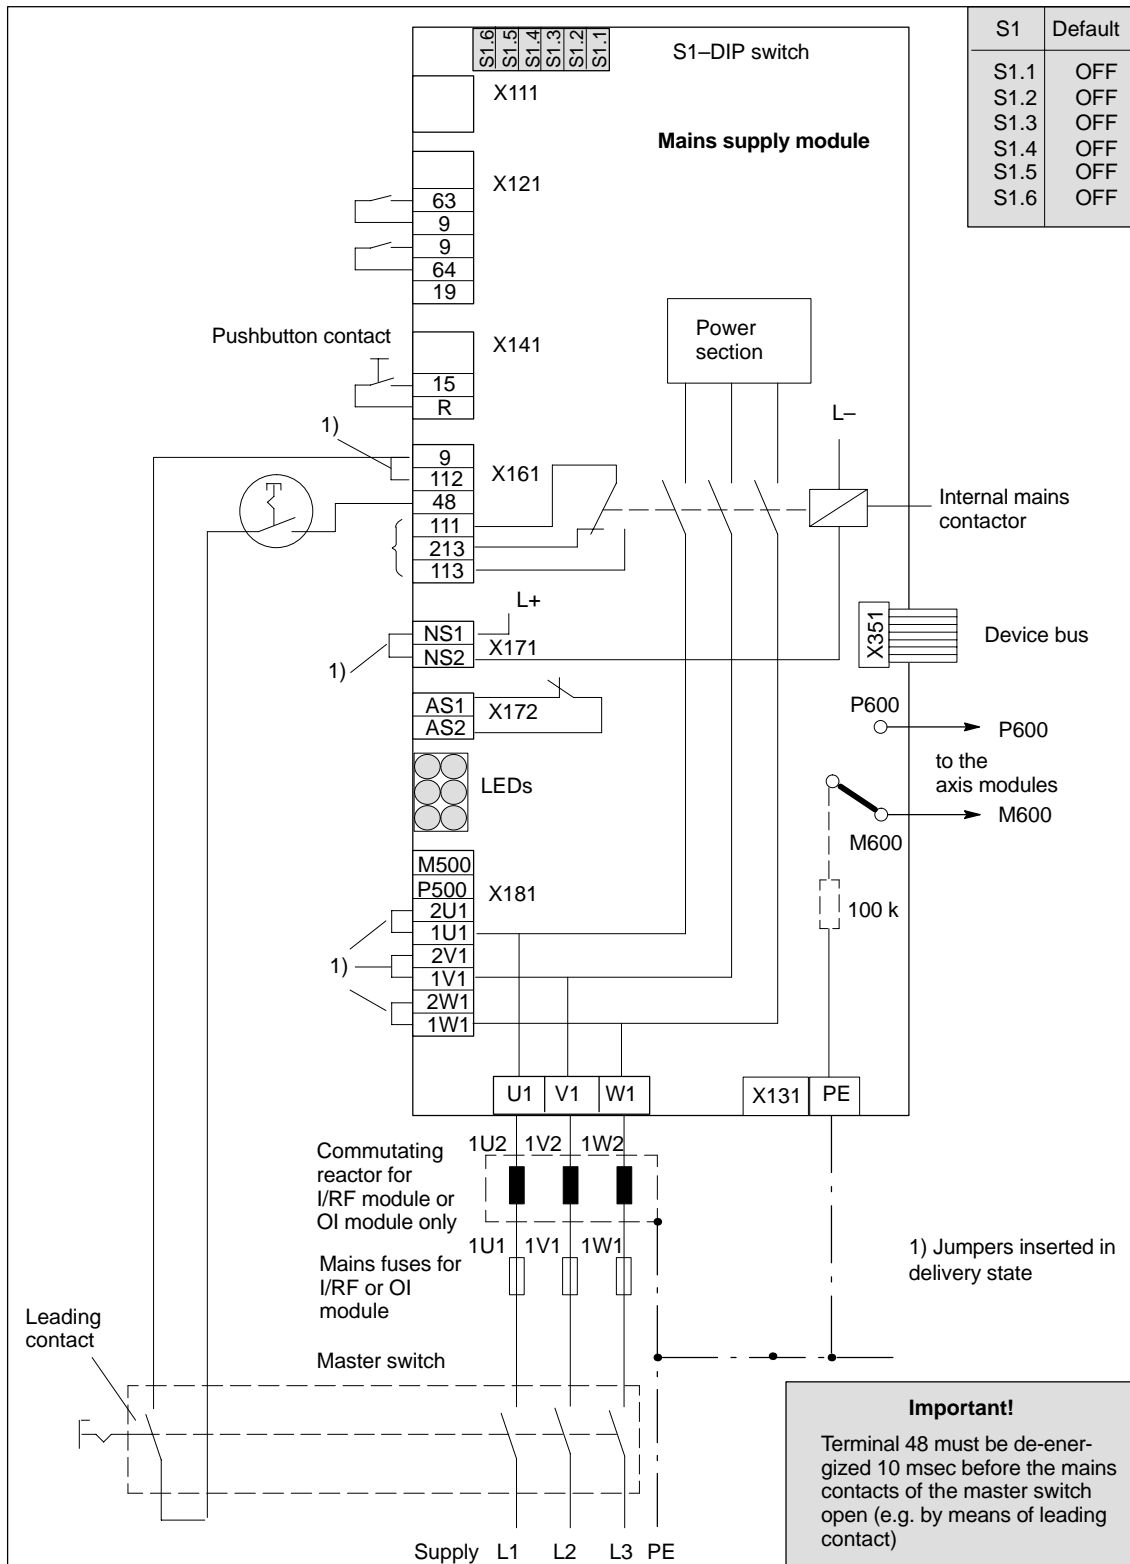 S1.6
S1.5
S1.4
S1.3
S1.2
S1.1
S1–DIP switch
S1 Default
S1.1 OFF
S1.2 OFF
S1.3 OFF
S1.4 OFF
S1.5 OFF
S1.6 OFF
X111
Mains supply module
X121
63
9
9
64
19
Pushbutton contact
X141
15
R
Power
section
L–
1)
9
112
48
111
213
113
X161
Internal mains
contactor
L+
NS1
NS2
X171
1)
X351
Device bus
AS1
AS2
X172
P600
P600
to the
axis modules
M600
M600
LEDs
100 k
M500
P500
2U1
1U1
2V1
1V1
2W1
1W1
X181
1)
U1 V1 W1
X131 PE
1U2 1V2 1W2
Commutating
reactor for
I/RF module or
OI module only
1U1 1V1 1W1
Mains fuses for
I/RF or OI
module
1) Jumpers inserted in
delivery state
Leading
contact
Master switch
Important!
Terminal 48 must be de-ener-
gized 10 msec before the mains
contacts of the master switch
open (e.g. by means of leading
contact)
Supply L1 L2 L3 PE